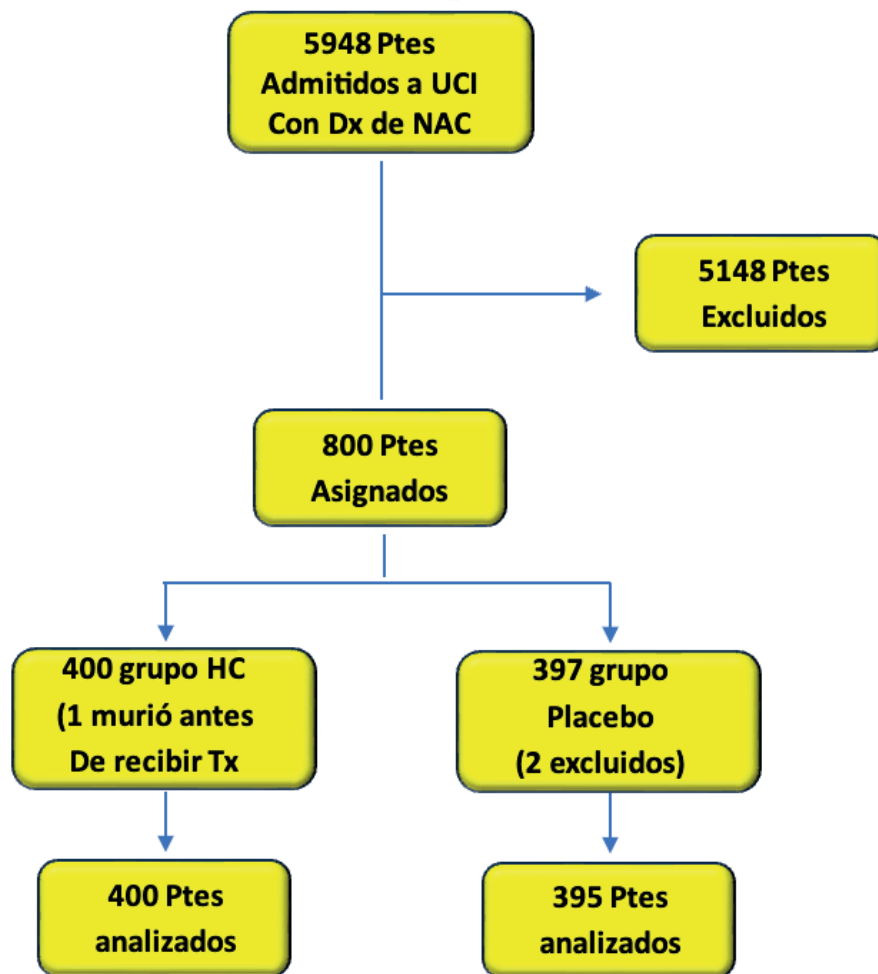 5948 Ptes
Admitidos a UCI
Con Dx de NAC
5148 Ptes
Excluidos
800 Ptes
Asignados
400 grupo HC
(1 murió antes
De recibir Tx
397 grupo
Placebo
(2 excluidos)
400 Ptes
analizados
395 Ptes
analizados